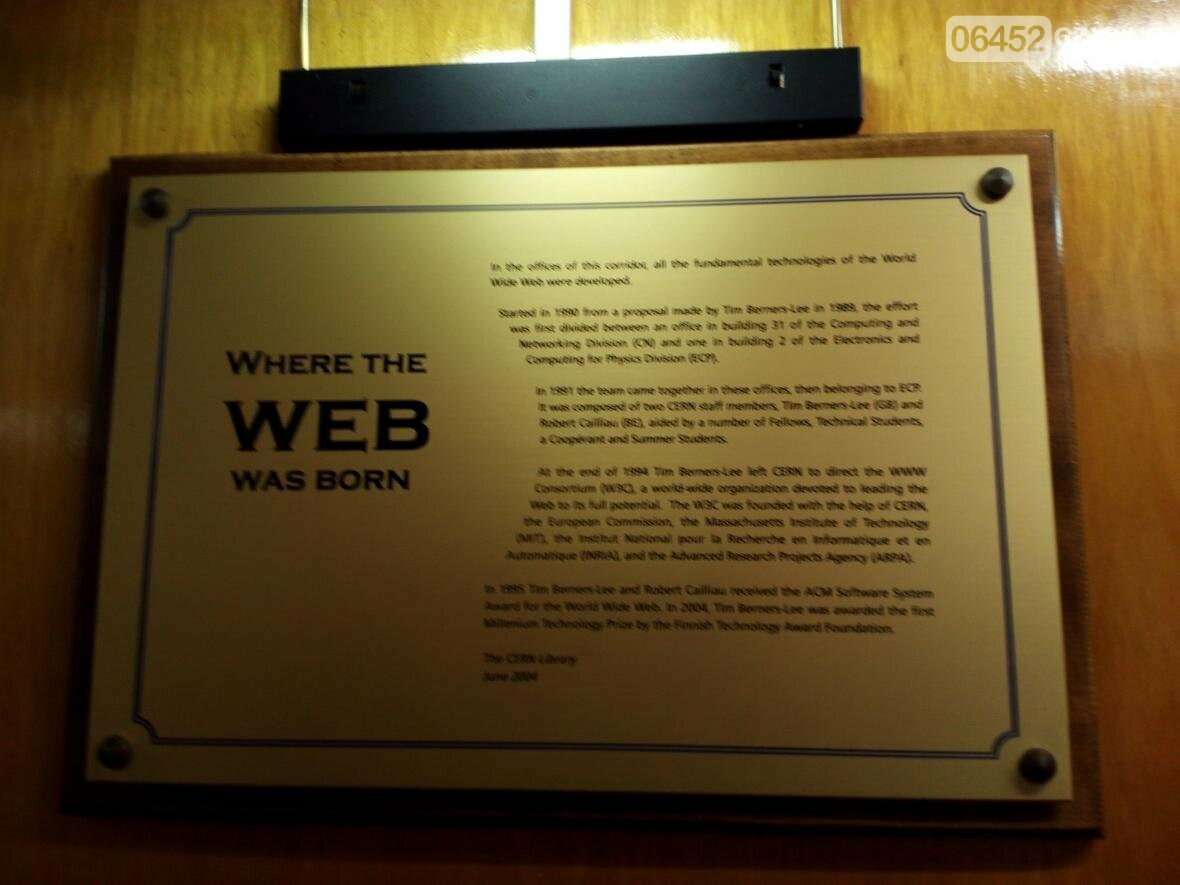 06452
WHERE THE
WEB
WAS BORN
In the offices of this corridor, all the fundamental technologies of the World
Wide Web were developed.
Started in 1990 from a proposal made by Tim Berners-Lee in 1989, the effort
was first divided between an office in building 31 of the Computing and
Networking Division (CN) and one in building 2 of the Electronics and
Computing for Physics Division (ECP).
In 1991 the team came together in these offices, then belonging to ECP.
It was composed of two CERN staff members, Tim Berners-Lee (GB) and
Robert Cailliau (BE), aided by a number of Fellows, Technical Students,
a Coopérant and Summer Students.
At the end of 1994 Tim Berners-Lee left CERN to direct the WWW
Consortium (W3C), a world-wide organization devoted to leading the
Web to its full potential. The W3C was founded with the help of CERN,
the European Commission, the Massachusetts Institute of Technology
(MIT), the Institut National pour la Recherche en Informatique et en
Automatique (INRIA), and the Advanced Research Projects Agency (ARPA).
In 1995 Tim Berners-Lee and Robert Cailliau received the ACM Software System
Award for the World Wide Web. In 2004, Tim Berners-Lee was awarded the first
Millenium Technology Prize by the Finnish Technology Award Foundation.
The CERN Library
June 2004